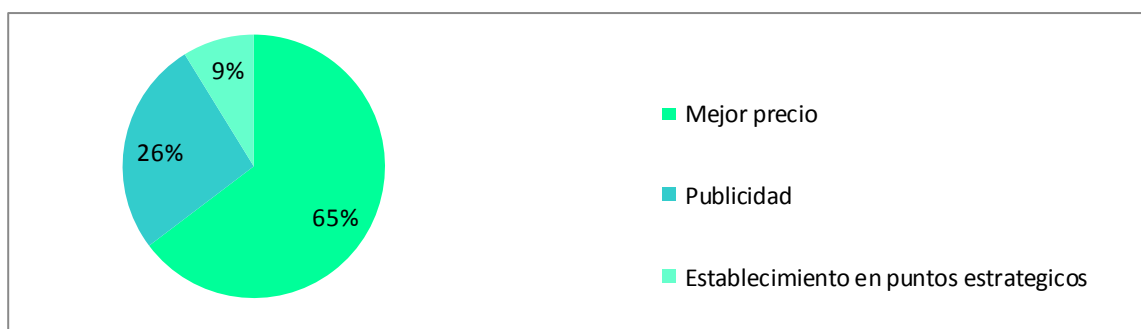 9%
26%
65%
Mejor precio
Publicidad
Establecimiento en puntos estrategicos